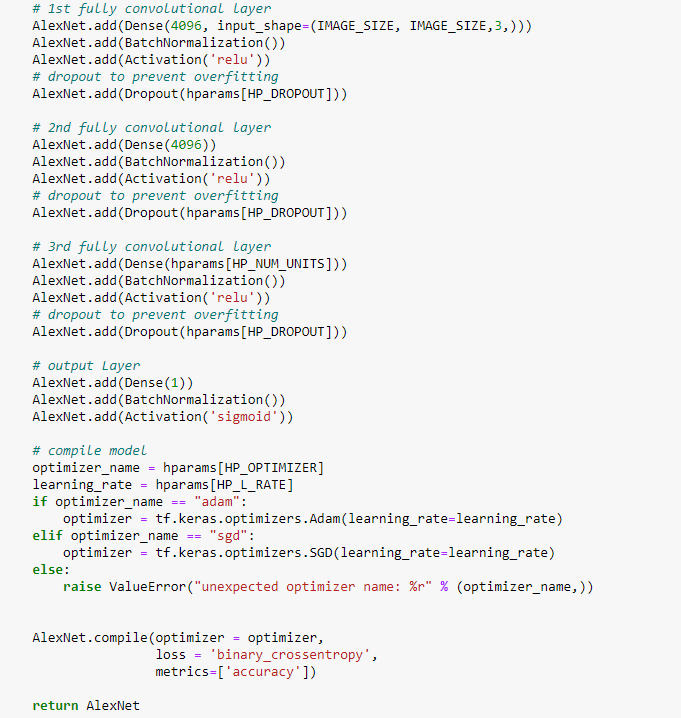 # 1st fully convolutional layer
AlexNet.add(Dense(4096, input_shape=(IMAGE_SIZE, IMAGE_SIZE,3,)))
AlexNet.add(BatchNormalization())
AlexNet.add(Activation('relu'))
# dropout to prevent overfitting
AlexNet.add(Dropout(hparams[HP_DROPOUT]))

# 2nd fully convolutional layer
AlexNet.add(Dense(4096))
AlexNet.add(BatchNormalization())
AlexNet.add(Activation('relu'))
# dropout to prevent overfitting
AlexNet.add(Dropout(hparams[HP_DROPOUT]))

# 3rd fully convolutional layer
AlexNet.add(Dense(hparams[HP_NUM_UNITS]))
AlexNet.add(BatchNormalization())
AlexNet.add(Activation('relu'))
# dropout to prevent overfitting
AlexNet.add(Dropout(hparams[HP_DROPOUT]))

# output Layer
AlexNet.add(Dense(1))
AlexNet.add(BatchNormalization())
AlexNet.add(Activation('sigmoid'))

# compile model
optimizer_name = hparams[HP_OPTIMIZER]
learning_rate = hparams[HP_L_RATE]
if optimizer_name == "adam":
    optimizer = tf.keras.optimizers.Adam(learning_rate=learning_rate)
elif optimizer_name == "sgd":
    optimizer = tf.keras.optimizers.SGD(learning_rate=learning_rate)
else:
    raise ValueError("unexpected optimizer name: %r" % (optimizer_name,))

AlexNet.compile(optimizer = optimizer,
                loss = 'binary_crossentropy',
                metrics=['accuracy'])

return AlexNet